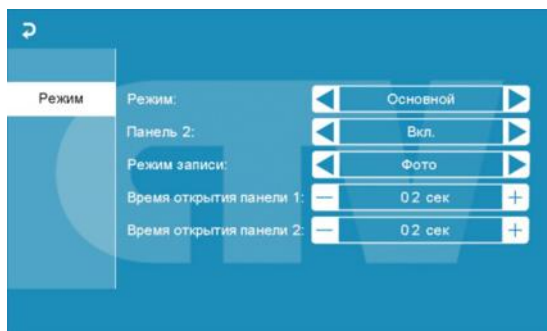 Режим
Режим: Основной
Панель 2: Вкл.
Режим записи: Фото
Время открытия панели 1: — 02 сек +
Время открытия панели 2: — 02 сек +